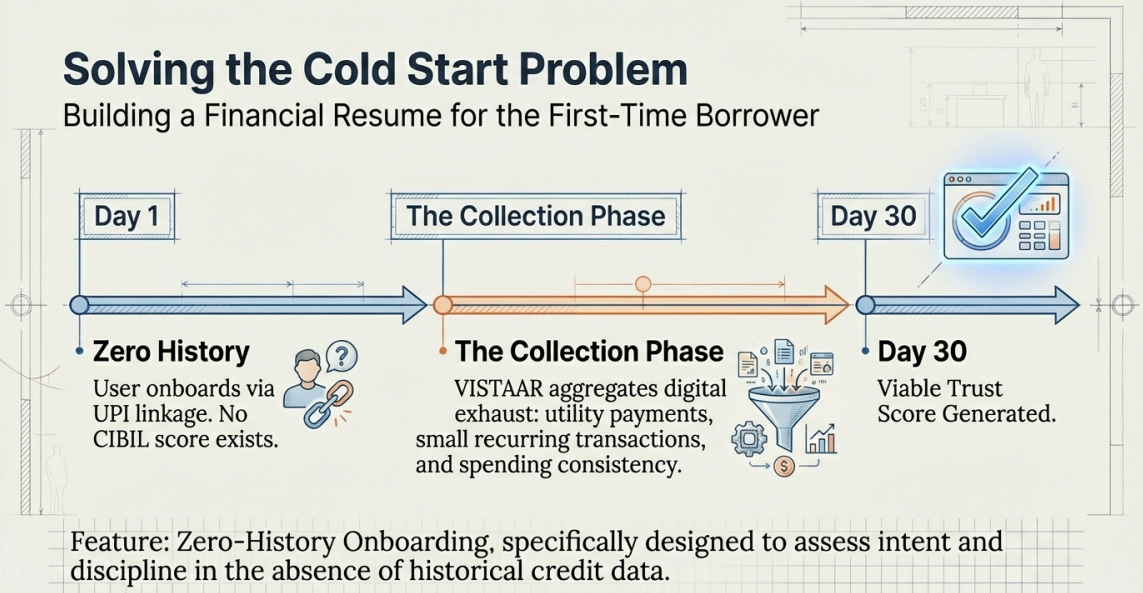 Solving the Cold Start Problem
Building a Financial Resume for the First-Time Borrower
Day 1
The Collection Phase
Day 30
Zero History
User onboards via
UPI linkage. No
CIBIL score exists.
?
The Collection Phase
VISTAAR aggregates digital
exhaust: utility payments,
small recurring transactions,
and spending consistency.
$
Day 30
Viable Trust
Score Generated.
Feature: Zero-History Onboarding, specifically designed to assess intent and
discipline in the absence of historical credit data.